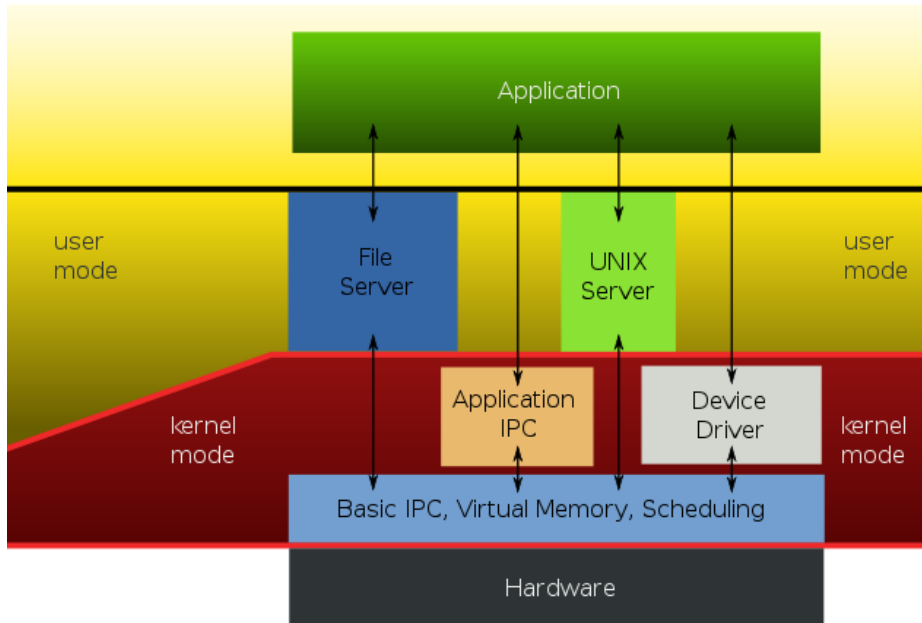 Application
user
mode
File
Server
UNIX
Server
user
mode
kernel
mode
Application
IPC
Device
Driver
kernel
mode
Basic IPC, Virtual Memory, Scheduling
Hardware